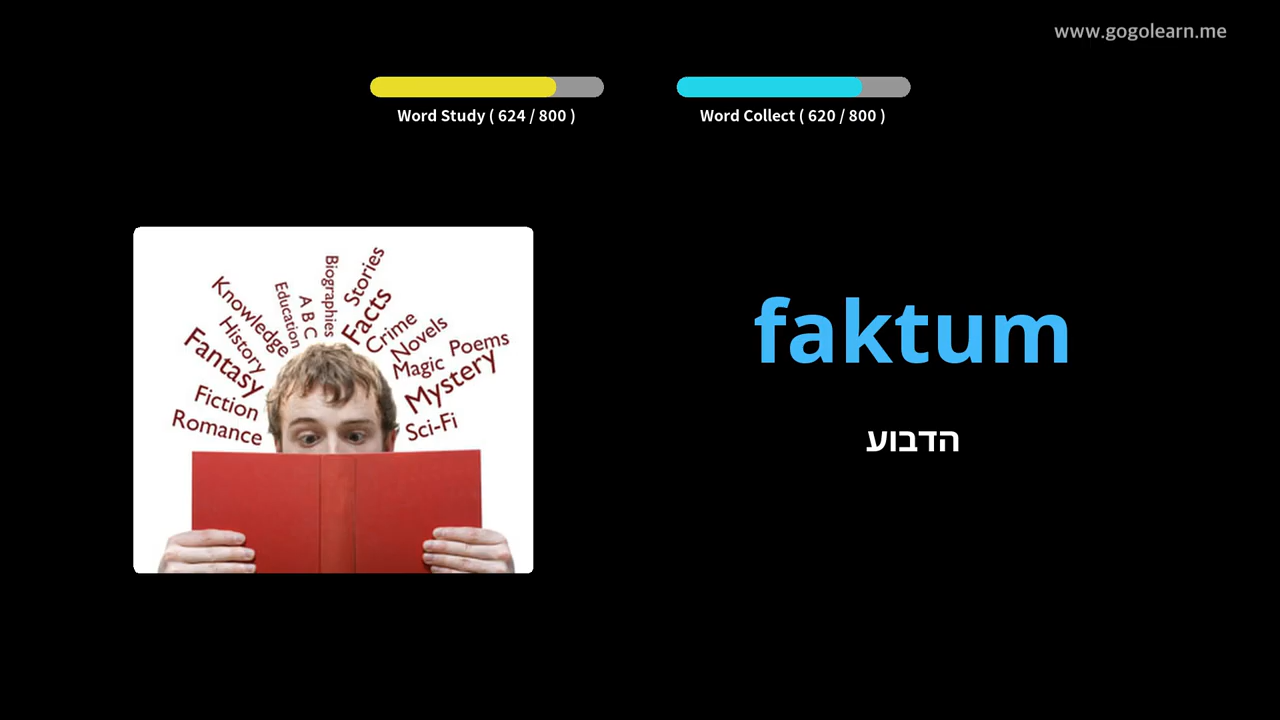 www.gogolearn.me
Word Study ( 624 / 800 )
Word Collect ( 620 / 800 )
Romance
Fiction
Fantasy
History
Knowledge
Education
A B C
Biographies
Stories
Facts
Crime
Novels
Magic
Poems
Mystery
Sci-Fi
faktum
הדבוע